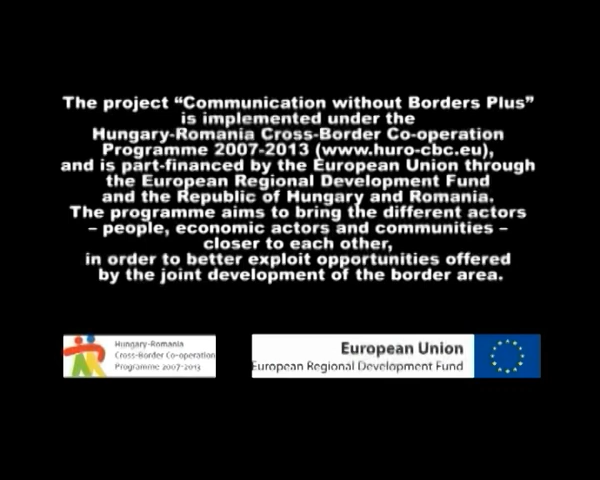 The project “Communication without Borders Plus”
is implemented under the
Hungary-Romania Cross-Border Co-operation
Programme 2007-2013 (www.huro-cbc.eu),
and is part-financed by the European Union through
the European Regional Development Fund
and the Republic of Hungary and Romania.
The programme aims to bring the different actors
– people, economic actors and communities –
closer to each other,
in order to better exploit opportunities offered
by the joint development of the border area.
Hungary-Romania
Cross-Border Co-operation
Programme 2007-2013
European Union
European Regional Development Fund